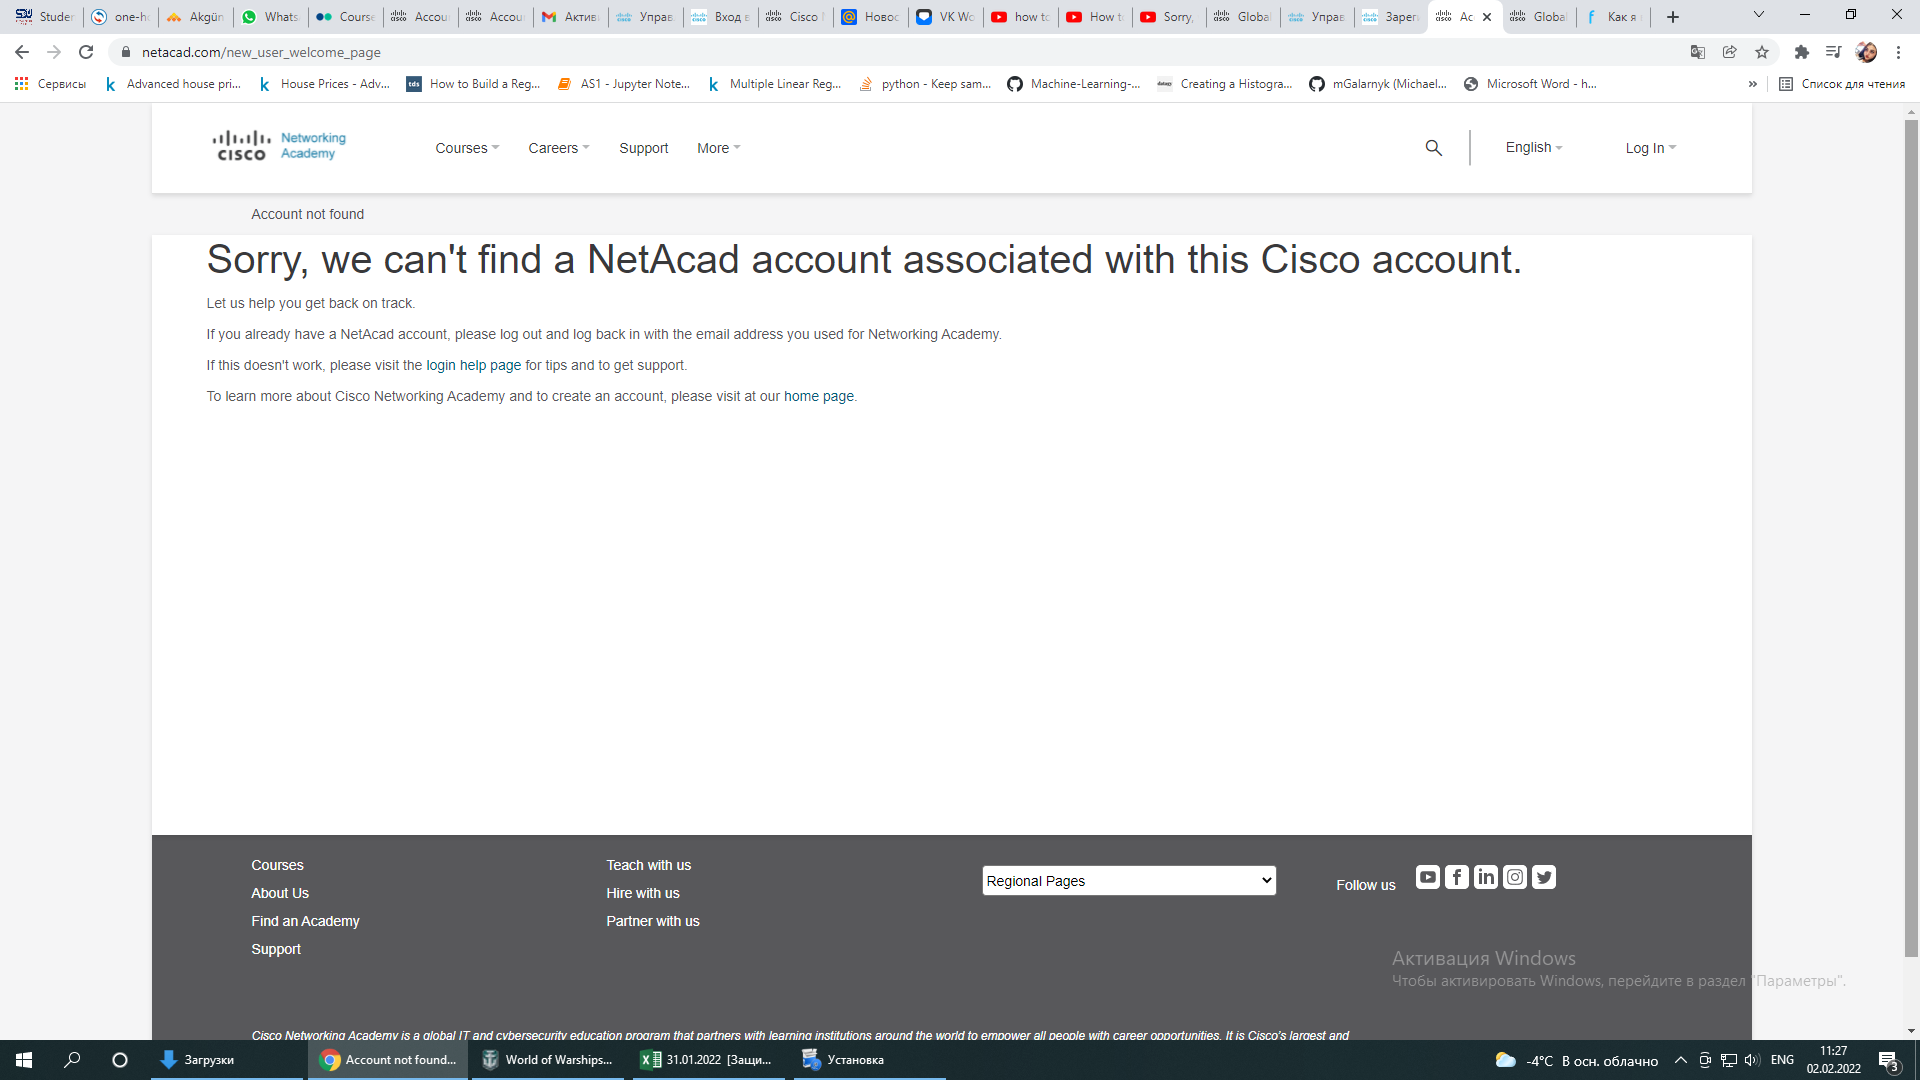 Studer
one-ho
Akgün
Whats
Course
Accou
Accou
Актив
Управ
Вход в
Cisco
Новос
VK Wo
how to
How to
Sorry,
Global
Управ
Зареги
Ac
Global
Как я
netacad.com/new_user_welcome_page
Сервисы
Advanced house pri...
House Prices - Adv...
tds
How to Build a Reg...
AS1 - Jupyter Note...
Multiple Linear Reg...
python - Keep sam...
Machine-Learning-...
Creating a Histogra...
mGalarnyk (Michael...
Microsoft Word - h...
»
Список для чтения
cisco
Networking
Academy
Courses
Careers
Support
More
English
Log In
Account not found
Sorry, we can't find a NetAcad account associated with this Cisco account.
Let us help you get back on track.
If you already have a NetAcad account, please log out and log back in with the email address you used for Networking Academy.
If this doesn't work, please visit the login help page for tips and to get support.
To learn more about Cisco Networking Academy and to create an account, please visit at our home page.
Courses
About Us
Find an Academy
Support
Teach with us
Hire with us
Partner with us
Regional Pages
Follow us
Активация Windows
Чтобы активировать Windows, перейдите в раздел "Параметры".
Cisco Networking Academy is a global IT and cybersecurity education program that partners with learning institutions around the world to empower all people with career opportunities. It is Cisco's largest and
Загрузки
Account not found...
World of Warships...
31.01.2022 [Защи...
Установка
-4°C В осн. облачно
ENG
11:27
02.02.2022
3